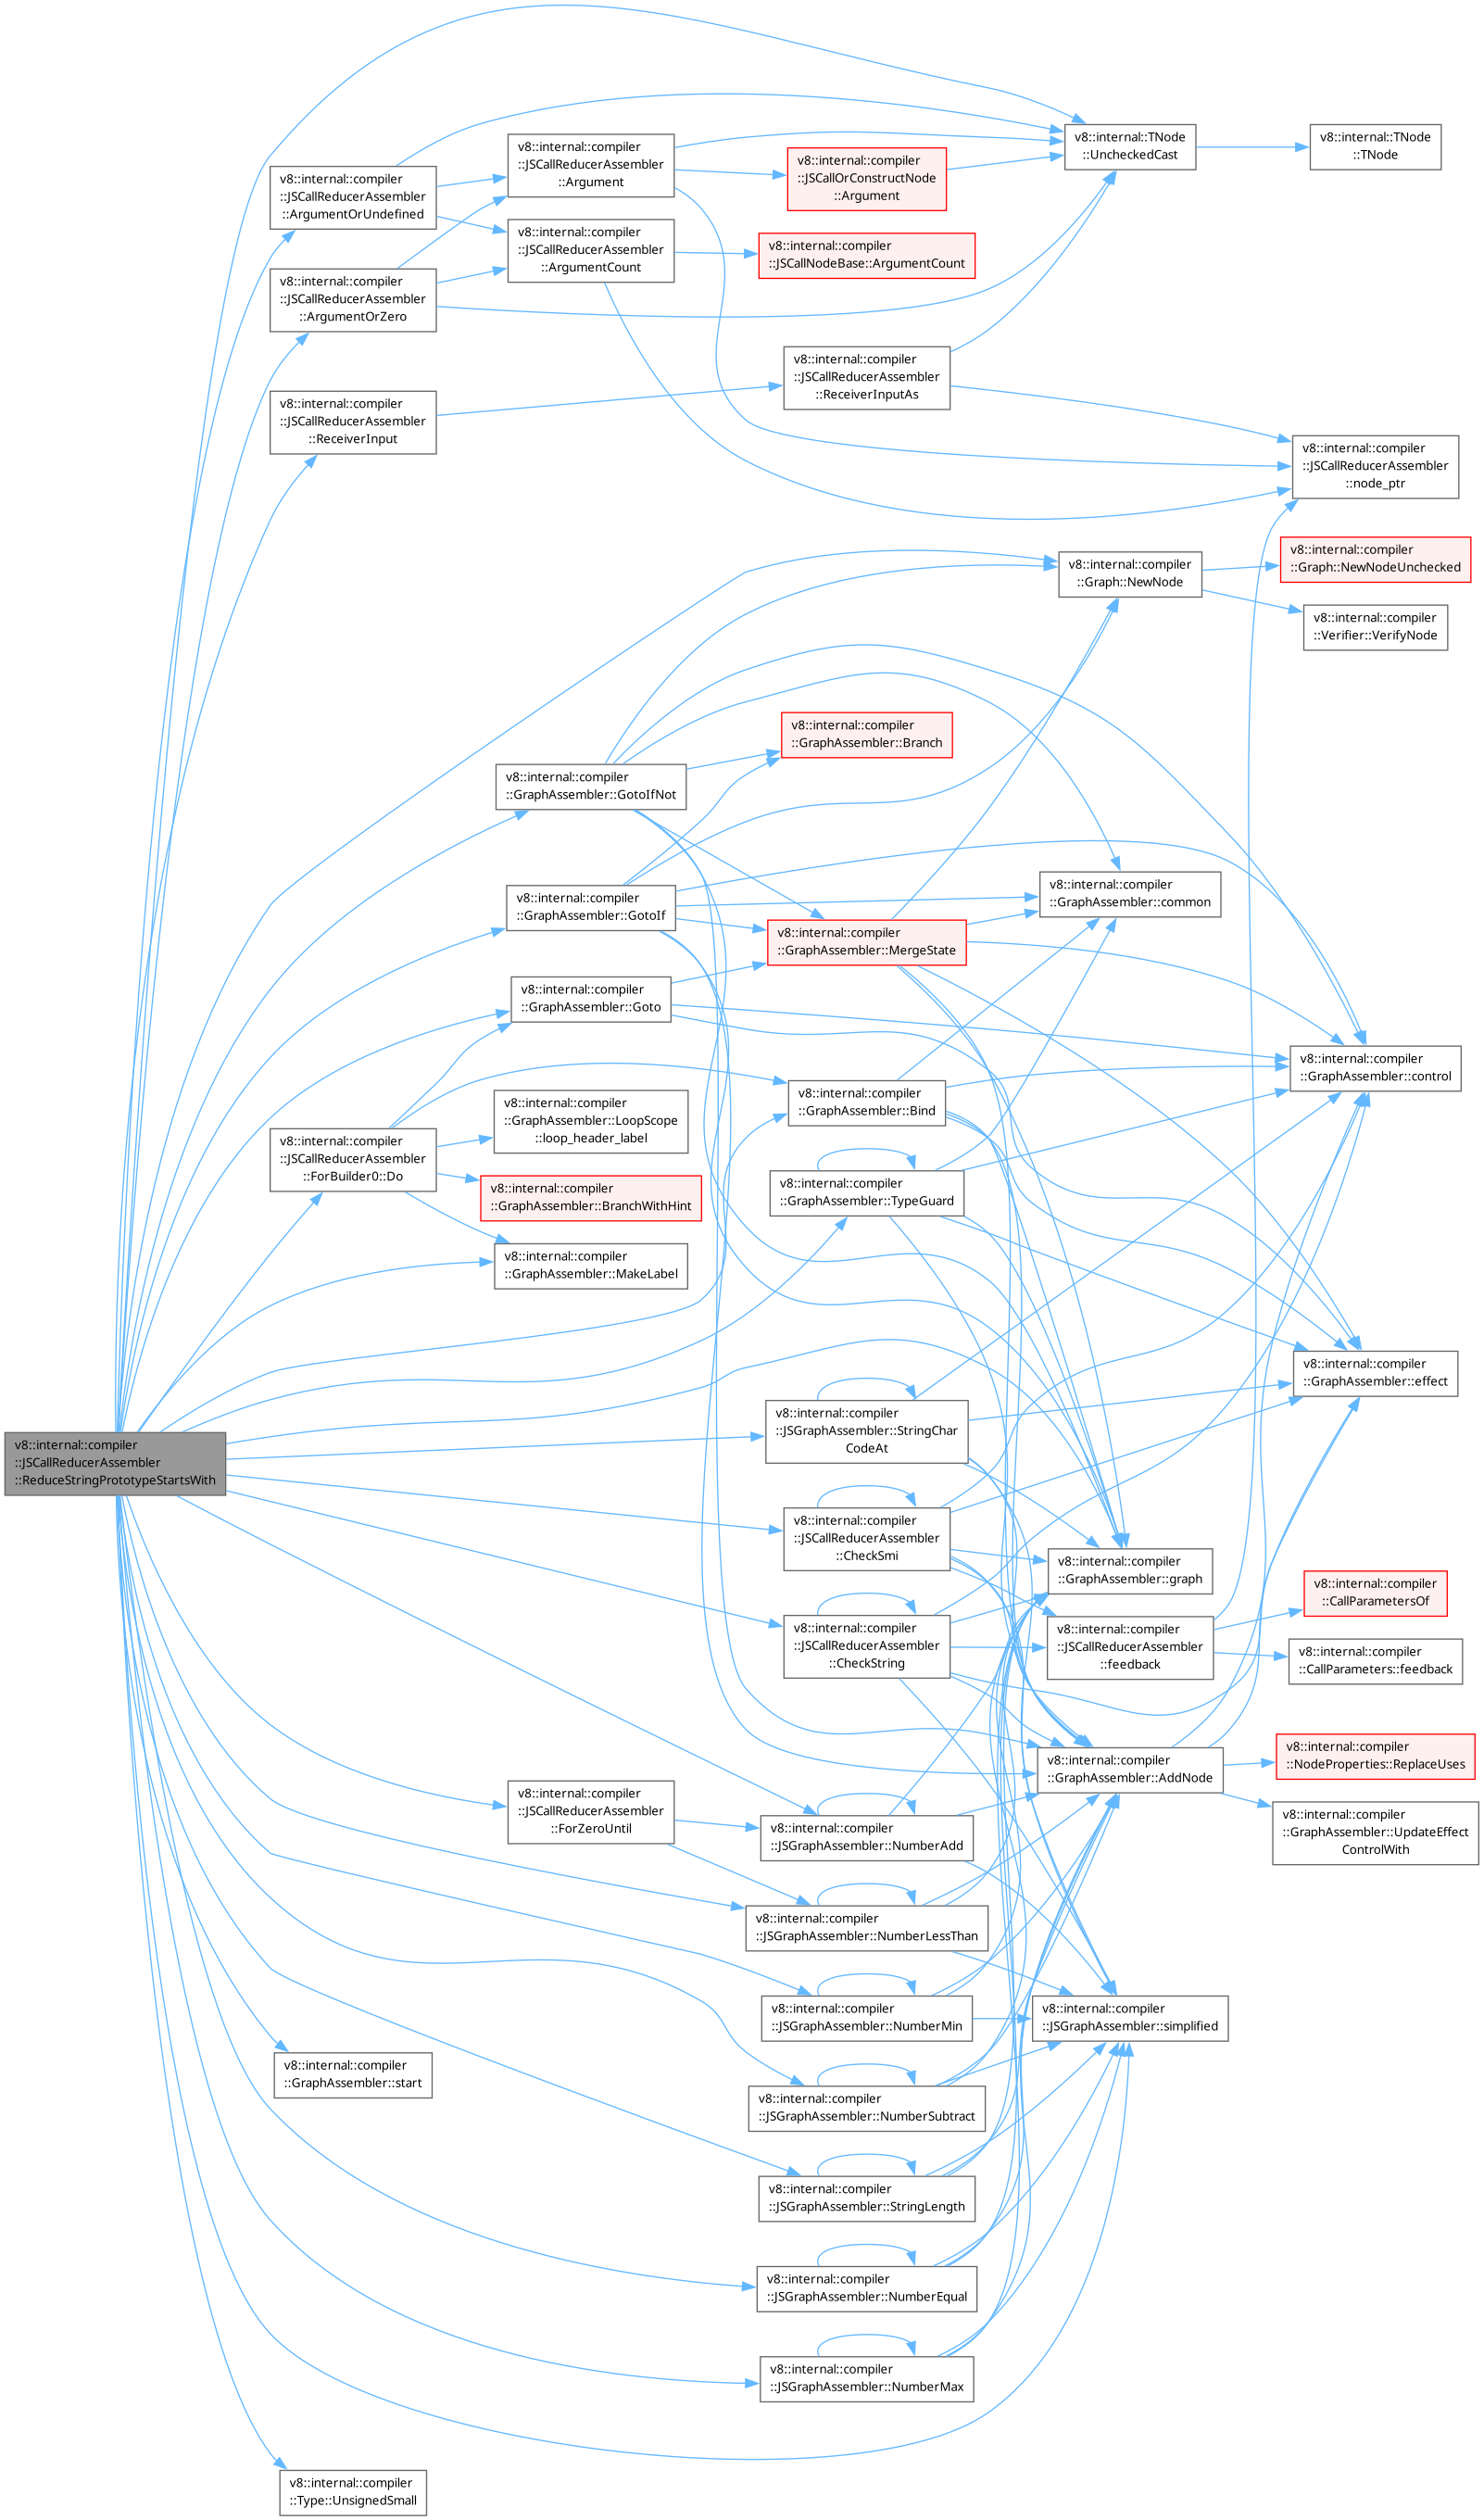 v8::internal::TNode
::UncheckedCast
v8::internal::TNode
::TNode
v8::internal::compiler
::JSCallReducerAssembler
::Argument
v8::internal::compiler
::JSCallOrConstructNode
::Argument
v8::internal::compiler
::JSCallReducerAssembler
::ArgumentOrUndefined
v8::internal::compiler
::JSCallReducerAssembler
::ArgumentCount
v8::internal::compiler
::JSCallNodeBase::ArgumentCount
v8::internal::compiler
::JSCallReducerAssembler
::ArgumentOrZero
v8::internal::compiler
::JSCallReducerAssembler
::ReceiverInputAs
v8::internal::compiler
::JSCallReducerAssembler
::ReceiverInput
v8::internal::compiler
::JSCallReducerAssembler
::node_ptr
v8::internal::compiler
::Graph::NewNode
v8::internal::compiler
::Graph::NewNodeUnchecked
v8::internal::compiler
::Verifier::VerifyNode
v8::internal::compiler
::GraphAssembler::Branch
v8::internal::compiler
::GraphAssembler::GotoIfNot
v8::internal::compiler
::GraphAssembler::common
v8::internal::compiler
::GraphAssembler::GotoIf
v8::internal::compiler
::GraphAssembler::MergeState
v8::internal::compiler
::GraphAssembler::Goto
v8::internal::compiler
::GraphAssembler::control
v8::internal::compiler
::GraphAssembler::Bind
v8::internal::compiler
::GraphAssembler::LoopScope
::loop_header_label
v8::internal::compiler
::JSCallReducerAssembler
::ForBuilder0::Do
v8::internal::compiler
::GraphAssembler::BranchWithHint
v8::internal::compiler
::GraphAssembler::TypeGuard
v8::internal::compiler
::GraphAssembler::MakeLabel
v8::internal::compiler
::GraphAssembler::effect
v8::internal::compiler
::JSGraphAssembler::StringChar
CodeAt
v8::internal::compiler
::JSCallReducerAssembler
::ReduceStringPrototypeStartsWith
v8::internal::compiler
::JSCallReducerAssembler
::CheckSmi
v8::internal::compiler
::GraphAssembler::graph
v8::internal::compiler
::CallParametersOf
v8::internal::compiler
::JSCallReducerAssembler
::CheckString
v8::internal::compiler
::JSCallReducerAssembler
::feedback
v8::internal::compiler
::CallParameters::feedback
v8::internal::compiler
::GraphAssembler::AddNode
v8::internal::compiler
::NodeProperties::ReplaceUses
v8::internal::compiler
::JSCallReducerAssembler
::ForZeroUntil
v8::internal::compiler
::JSGraphAssembler::NumberAdd
v8::internal::compiler
::GraphAssembler::UpdateEffect
ControlWith
v8::internal::compiler
::JSGraphAssembler::NumberLessThan
v8::internal::compiler
::JSGraphAssembler::NumberMin
v8::internal::compiler
::JSGraphAssembler::simplified
v8::internal::compiler
::GraphAssembler::start
v8::internal::compiler
::JSGraphAssembler::NumberSubtract
v8::internal::compiler
::JSGraphAssembler::StringLength
v8::internal::compiler
::JSGraphAssembler::NumberEqual
v8::internal::compiler
::JSGraphAssembler::NumberMax
v8::internal::compiler
::Type::UnsignedSmall